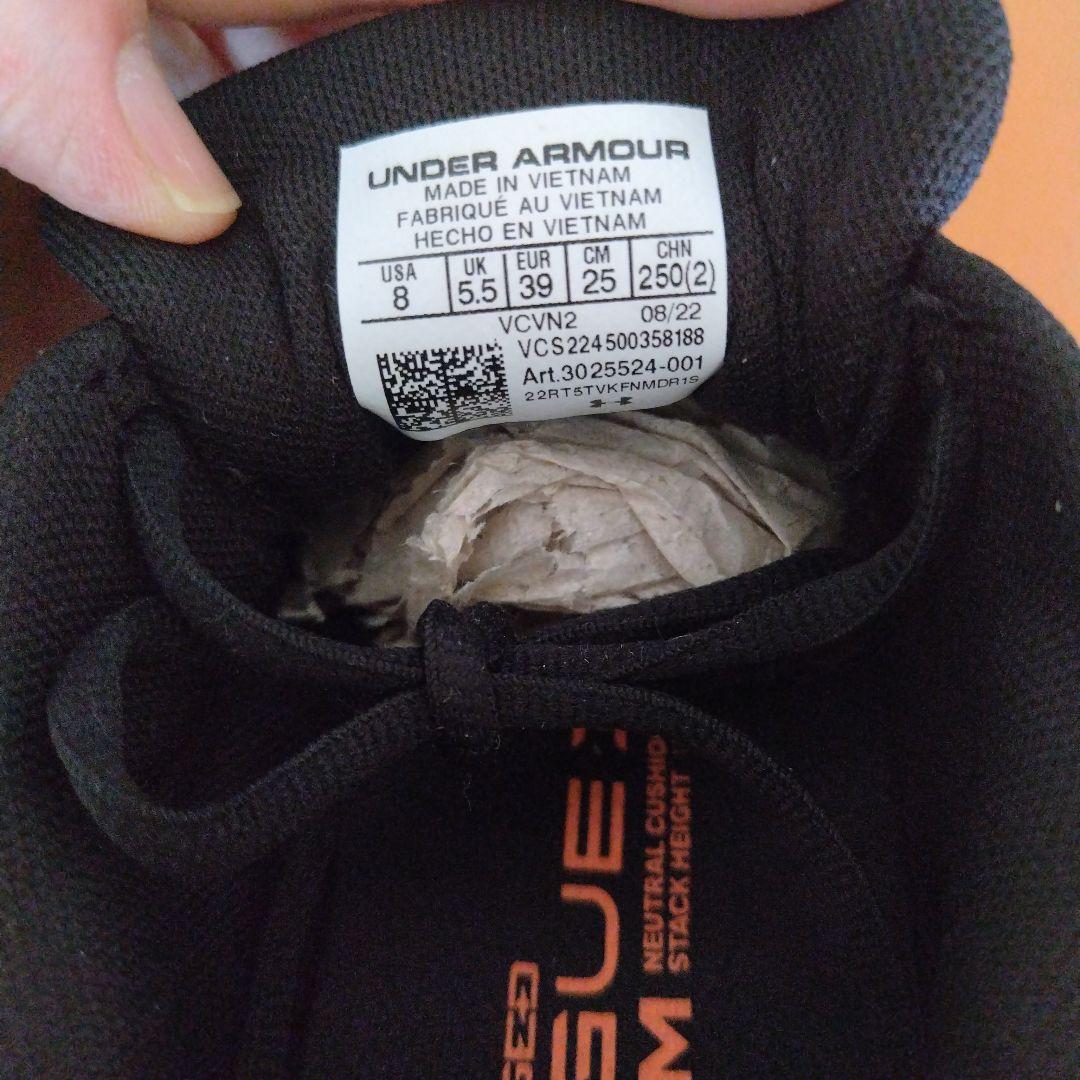 UNDER ARMOUR
MADE IN VIETNAM
FABRIQUÉ AU VIETNAM
HECHO EN VIETNAM
USA UK EUR CM CHN
8 5.5 39 25 250(2)
VCVN2 08/22
VCS224500358188
Art.3025524-001
22RT5TVKFNMDR1S
NEUTRAL CUSHIO
STACK HEIGHT